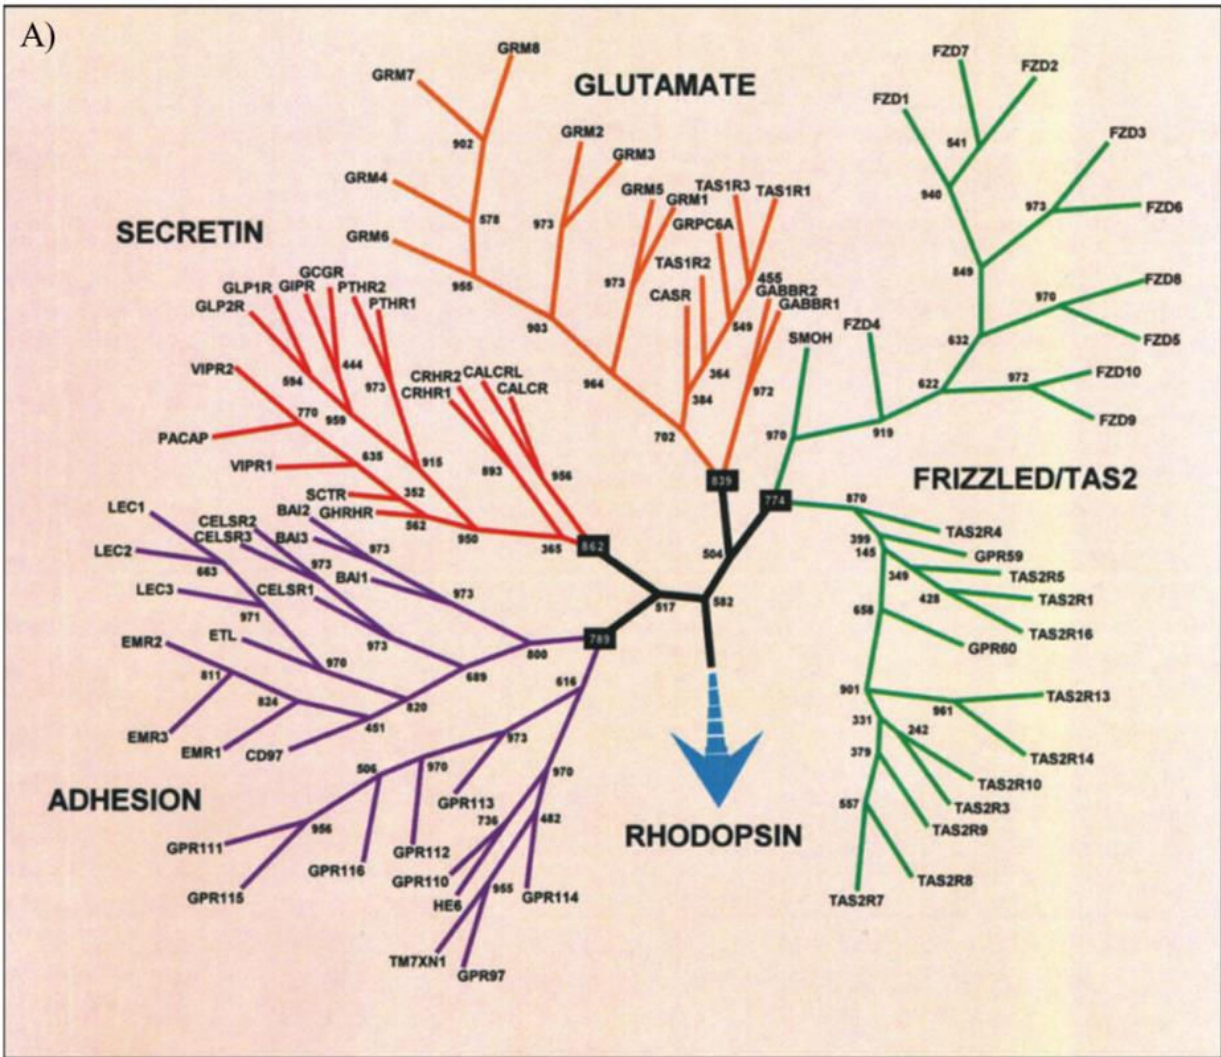 A)
GRM8
GRM7
GLUTAMATE
FZD7
FZD2
FZD1
902
GRM2
GRM3
541
FZD3
GRM4
578
973
GRM5
GRM1
TAS1R3
TAS1R1
940
973
FZD6
SECRETIN
GRM6
GRPC6A
955
973
TAS1R2
455
849
FZD8
GCGR
GLP1R
GIPR
PTHR2
GLP2R
PTHR1
CASR
GABBR2
GABBR1
970
903
549
SMOH
FZD4
632
FZD5
VIPR2
594
444
973
CRHR2
CALCRL
CALCR
CRHR1
964
364
384
972
622
972
FZD10
FZD9
770
959
PACAP
702
970
919
VIPR1
635
915
893
956
839
FRIZZLED/TAS2
SCTR
352
774
870
LEC1
BAI2
GHRHR
562
950
365
862
TAS2R4
CELSR2
CELSR3
BAI3
973
504
399
145
GPR59
LEC2
663
973
BAI1
349
TAS2R5
LEC3
CELSR1
973
517
582
428
TAS2R1
971
658
TAS2R16
EMR2
ETL
973
800
789
GPR60
970
689
616
811
824
820
901
961
TAS2R13
EMR3
EMR1
CD97
451
973
331
242
379
TAS2R14
506
970
970
TAS2R10
ADHESION
GPR113
736
482
557
TAS2R3
TAS2R9
956
RHODOPSIN
GPR111
GPR116
GPR112
GPR110
955
GPR114
TAS2R8
GPR115
HE6
TAS2R7
TM7XN1
GPR97